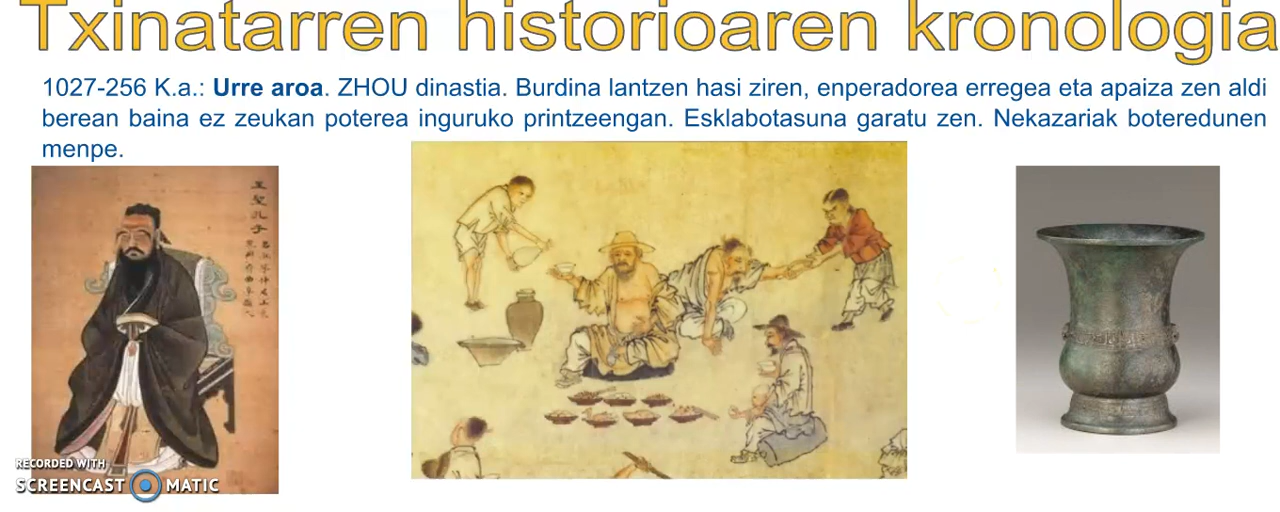 Txinatarren historioaren kronologia
1027-256 K.a.: Urre aroa. ZHOU dinastia. Burdina lantzen hasi ziren, enperadorea erregea eta apaiza zen aldi
berean baina ez zeukan poterea inguruko printzeengan. Esklabotasuna garatu zen. Nekazariak boteredunen
menpe.
RECORDED WITH
SCREENCAST MATIC